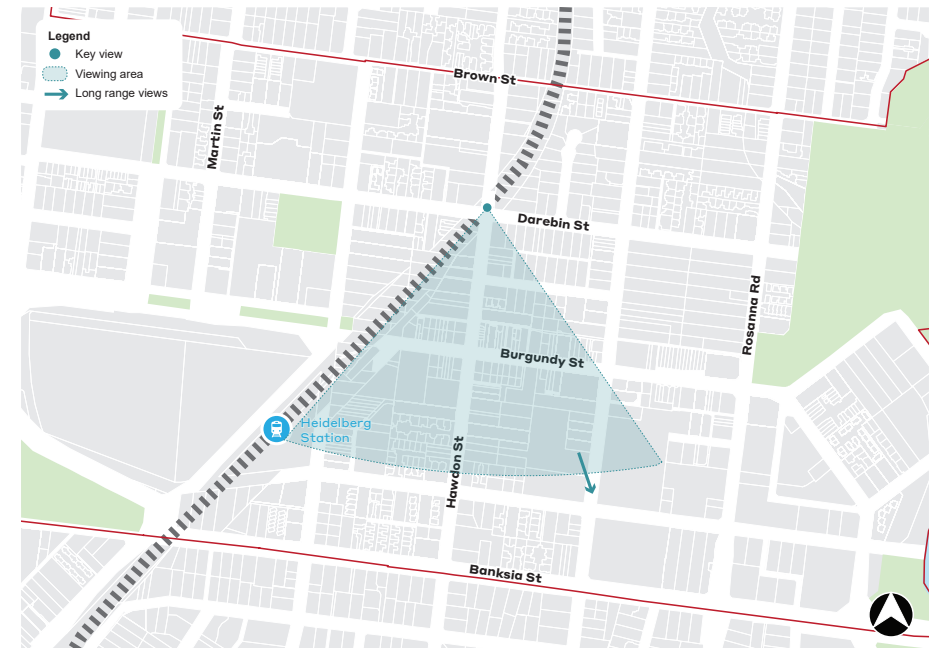 Legend
Key view
Viewing area
Long range views
Brown St
Martin St
Darebin St
Rosanna Rd
Burgundy St
Heidelberg
Station
Hawdon St
Banksia St